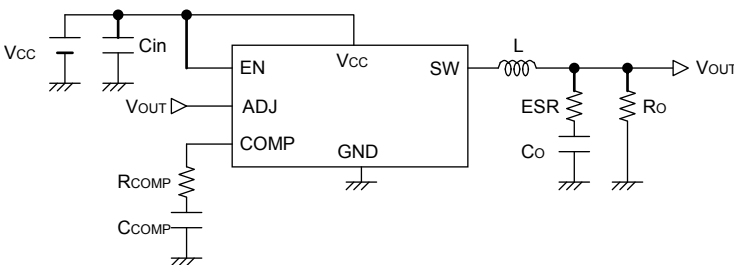 VCC
Cin
EN
VCC
SW
L
VOUT
VOUT
ADJ
ESR
RO
COMP
CO
GND
RCOMP
CCOMP